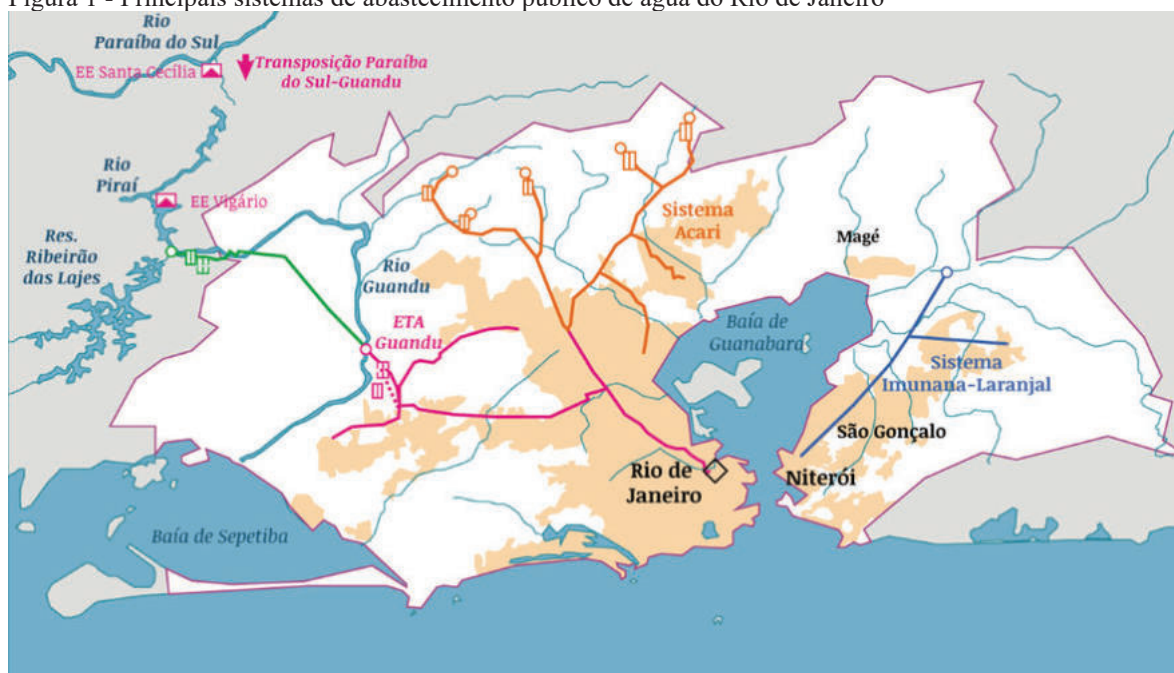 Figura 1 - Principais sistemas de abastecimento público de água do Rio de Janeiro
Rio
Paraíba do Sul
EE Santa Cecília
Transposição Paraíba
do Sul-Guandu
Rio
Piraí
EE Vigário
Res.
Ribeirão
das Lajes
Rio
Guandu
ETA
Guandu
Sistema
Acari
Magé
Baía de
Guanabara
Sistema
Imunana-Laranjal
São Gonçalo
Niterói
Rio de
Janeiro
Baía de Sepetiba